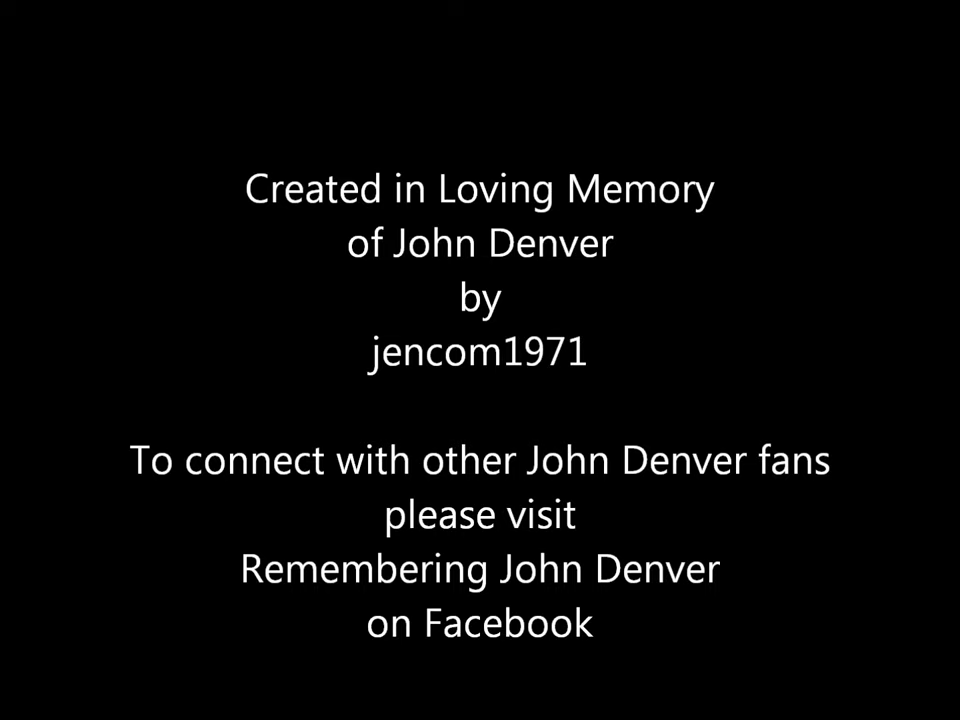 Created in Loving Memory
of John Denver
by
jencom1971
To connect with other John Denver fans
please visit
Remembering John Denver
on Facebook